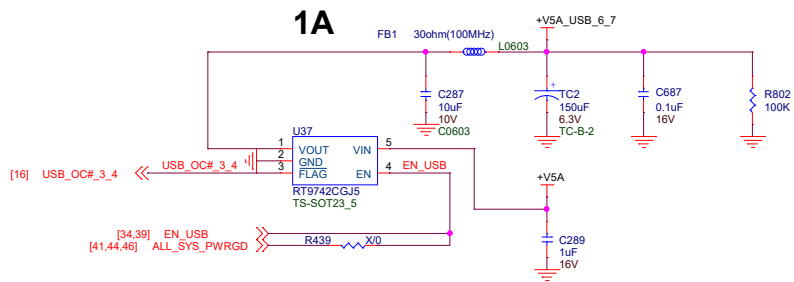 1A
FB1 30ohm(100MHz)
L0603
+V5A_USB_6_7
C287
10uF
10V
C0603
TC2
150uF
6.3V
TC-B-2
C687
0.1uF
16V
R802
100K
U37
1 VOUT VIN 5
2 GND
3 FLAG EN 4
RT9742CGJ5
TS-SOT23_5
[16] USB_OC#_3_4
USB_OC#_3_4
EN_USB
+V5A
C289
1uF
16V
[34,39] EN_USB
[41,44,46] ALL_SYS_PWRGD
R439 X/0
+